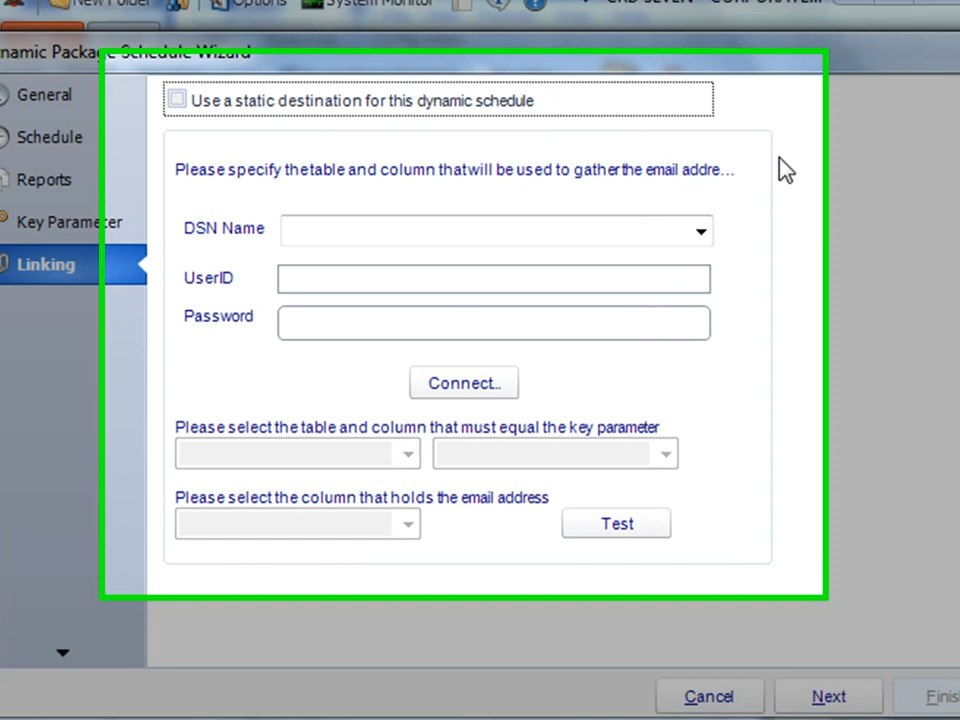 New Folder Options System Monitor CRD SEVEN
Package Schedule Wizard
General
Schedule
Reports
Key Parameter
Linking
Use a static destination for this dynamic schedule
Please specify the table and column that will be used to gather the email addre...
DSN Name
UserID
Password
Connect..
Please select the table and column that must equal the key parameter
Please select the column that holds the email address
Test
Cancel Next Finis